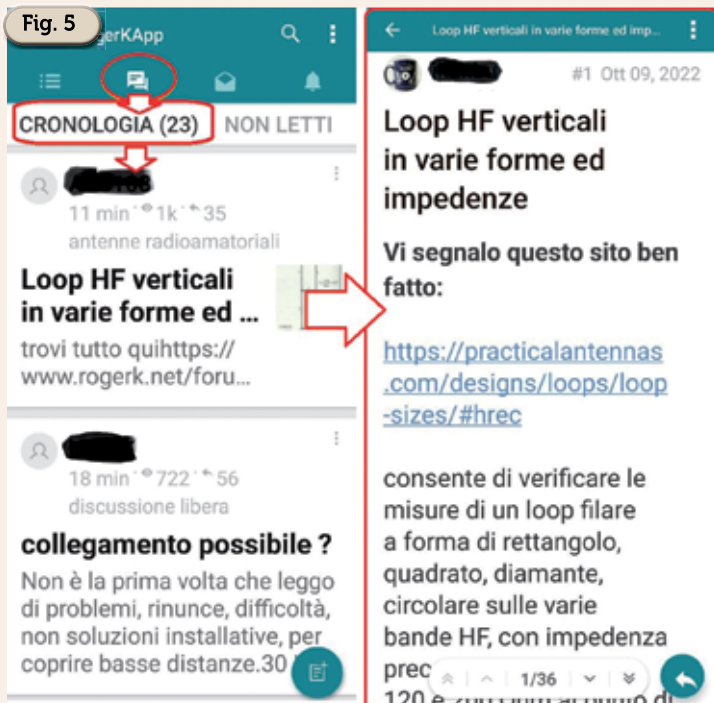 Fig. 5
gerKApp
CRONOLOGIA (23)
NON LETTI
11 min 1k 35
antenne radioamatoriali
Loop HF verticali
in varie forme ed ...
trovi tutto quihttps://
www.rogerk.net/foru...
18 min 722 56
discussione libera
collegamento possibile ?
Non è la prima volta che leggo
di problemi, rinunce, difficoltà,
non soluzioni installative, per
coprire basse distanze.30
Loop HF verticali in varie forme ed imp...
#1 Ott 09, 2022
Loop HF verticali
in varie forme ed
impedenze
Vi segnalo questo sito ben
fatto:
https://practicalantennas
.com/designs/loops/loop
-sizes/#hrec
consente di verificare le
misure di un loop filare
a forma di rettangolo,
quadrato, diamante,
circolare sulle varie
bande HF, con impedenza
prec
1/36